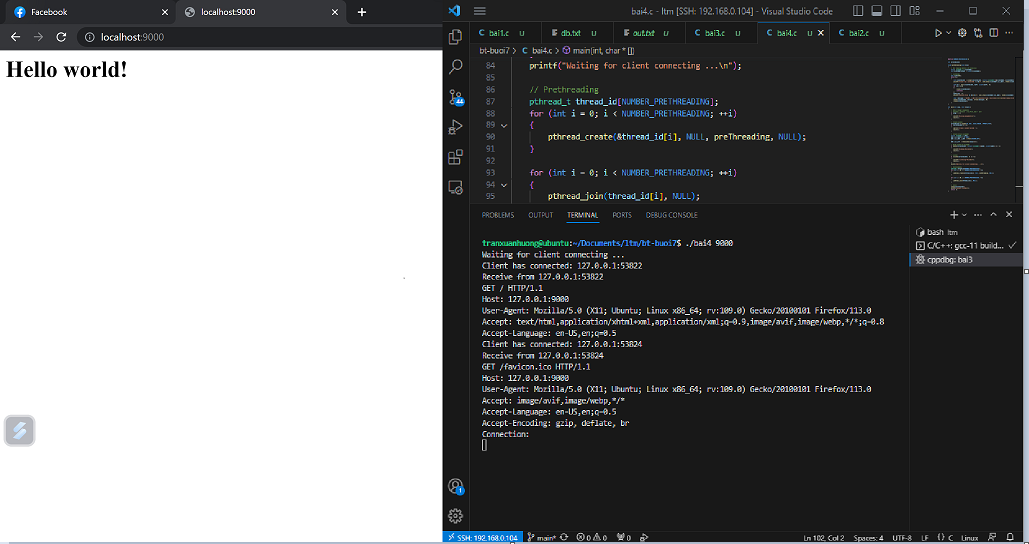 Facebook
localhost:9000
localhost:9000
Hello world!
bai4.c - ltm [SSH: 192.168.0.104] - Visual Studio Code
bai1.c U
db.txt U
out.txt U
bai3.c U
bai4.c U
bai2.c U
bt-buoi7 > bai4.c > main(int, char * [])
84 printf("Waiting for client connecting ...\n");
85
86 // Prethreading
87 pthread_t thread_id[NUMBER_PRETHREADING];
88 for (int i = 0; i < NUMBER_PRETHREADING; ++i)
89 {
90 pthread_create(&thread_id[i], NULL, preThreading, NULL);
91 }
92
93 for (int i = 0; i < NUMBER_PRETHREADING; ++i)
94 {
95 pthread_join(thread_id[i], NULL);
PROBLEMS OUTPUT TERMINAL PORTS DEBUG CONSOLE
tranxuanhuong@ubuntu:~/Documents/ltm/bt-buoi7$ ./bai4 9000
Waiting for client connecting ...
Client has connected: 127.0.0.1:53822
Receive from 127.0.0.1:53822
GET / HTTP/1.1
Host: 127.0.0.1:9000
User-Agent: Mozilla/5.0 (X11; Ubuntu; Linux x86_64; rv:109.0) Gecko/20100101 Firefox/113.0
Accept: text/html,application/xhtml+xml,application/xml;q=0.9,image/avif,image/webp,*/*;q=0.8
Accept-Language: en-US,en;q=0.5
Client has connected: 127.0.0.1:53824
Receive from 127.0.0.1:53824
GET /favicon.ico HTTP/1.1
Host: 127.0.0.1:9000
User-Agent: Mozilla/5.0 (X11; Ubuntu; Linux x86_64; rv:109.0) Gecko/20100101 Firefox/113.0
Accept: image/avif,image/webp,*/*
Accept-Language: en-US,en;q=0.5
Accept-Encoding: gzip, deflate, br
Connection:
bash ltm
C/C++: gcc-11 build...
cppdbg: bai3
44
1
SSH: 192.168.0.104
main*
0 0
0
Ln 102, Col 2
Spaces: 4
UTF-8
LF
{} C
Linux